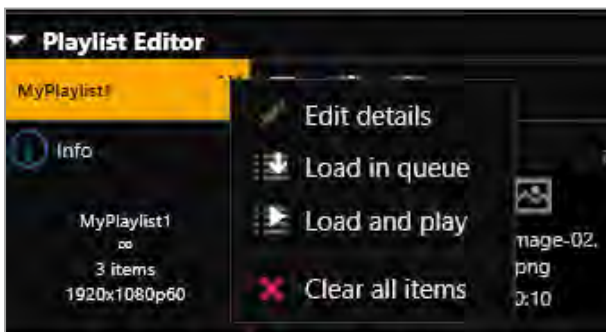 Playlist Editor
MyPlaylist1
Edit details
Info
Load in queue
MyPlaylist1
Load and play
∞
3 items
mage-02.
png
1920x1080p60
Clear all items
0:10